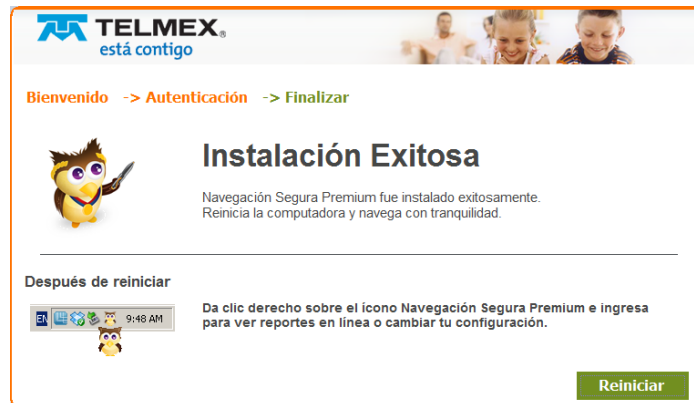 TELMEX®
está contigo
Bienvenido -> Autenticación -> Finalizar
Instalación Exitosa
Navegación Segura Premium fue instalado exitosamente.
Reinicia la computadora y navega con tranquilidad.
Después de reiniciar
EN 9:48 AM
Da clic derecho sobre el ícono Navegación Segura Premium e ingresa
para ver reportes en línea o cambiar tu configuración.
Reiniciar